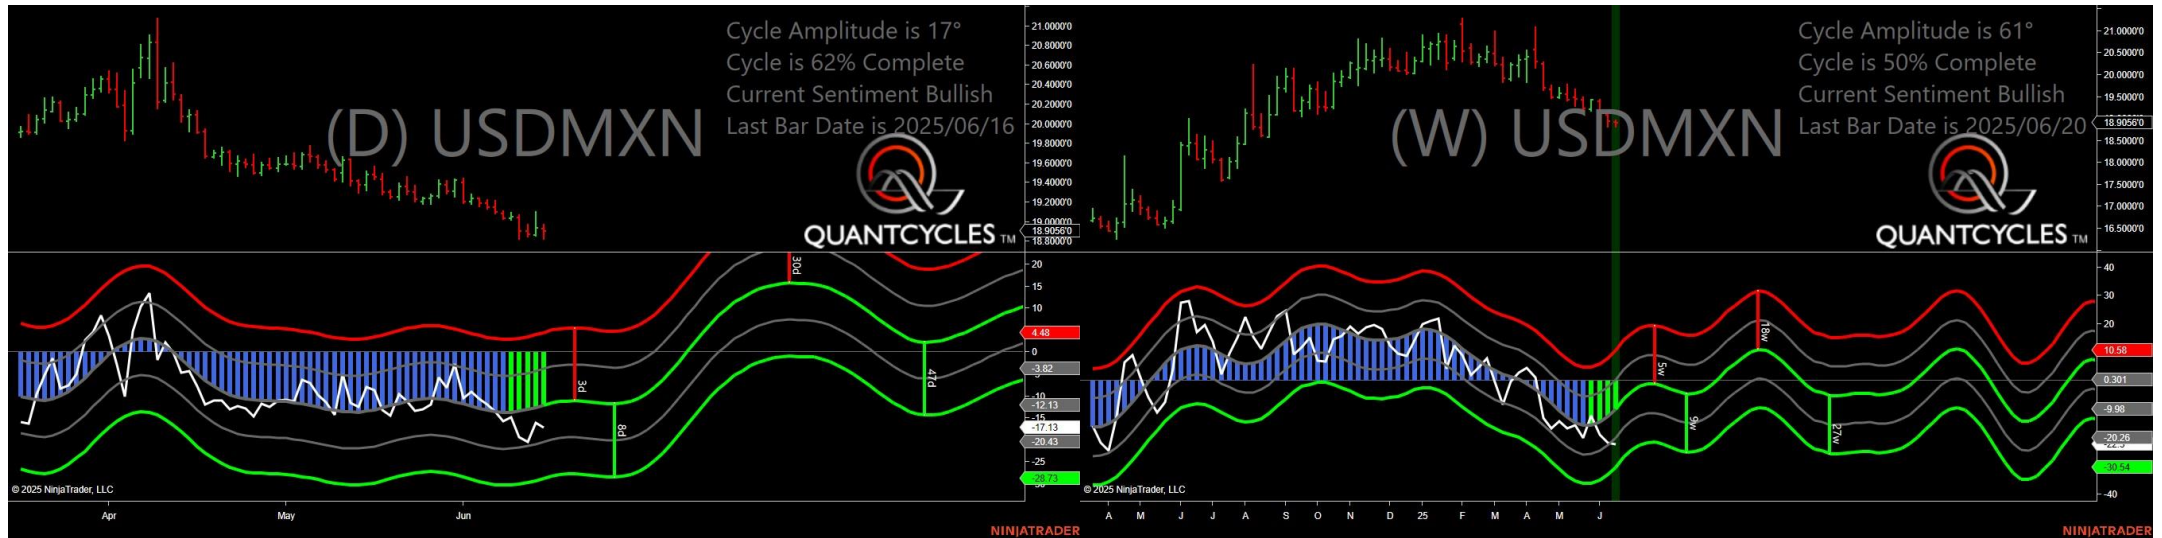 Cycle Amplitude is 17°
Cycle is 62% Complete
Current Sentiment Bullish
Last Bar Date is 2025/06/16
(D) USDMXN
QUANTCYCLES TM
21.0000'0
20.8000'0
20.6000'0
20.4000'0
20.2000'0
20.0000'0
19.8000'0
19.6000'0
19.4000'0
19.2000'0
19.0000'0
18.9056'0
18.8000'0
20
15
10
4.48
0
-3.82
-10
-12.13
-15
-17.13
-20.43
-25
-28.73
3d
8d
30d
47d
© 2025 NinjaTrader, LLC
Apr
May
Jun
NINJATRADER
Cycle Amplitude is 61°
Cycle is 50% Complete
Current Sentiment Bullish
Last Bar Date is 2025/06/20
(W) USDMXN
QUANTCYCLES TM
21.0000'0
20.5000'0
20.0000'0
19.5000'0
18.9056'0
18.5000'0
18.0000'0
17.5000'0
17.0000'0
16.5000'0
40
30
20
10.58
0.301
-9.98
-20.26
-30.54
-40
5w
9w
18w
27w
© 2025 NinjaTrader, LLC
A
M
J
J
A
S
O
N
D
25
F
M
A
M
J
NINJATRADER